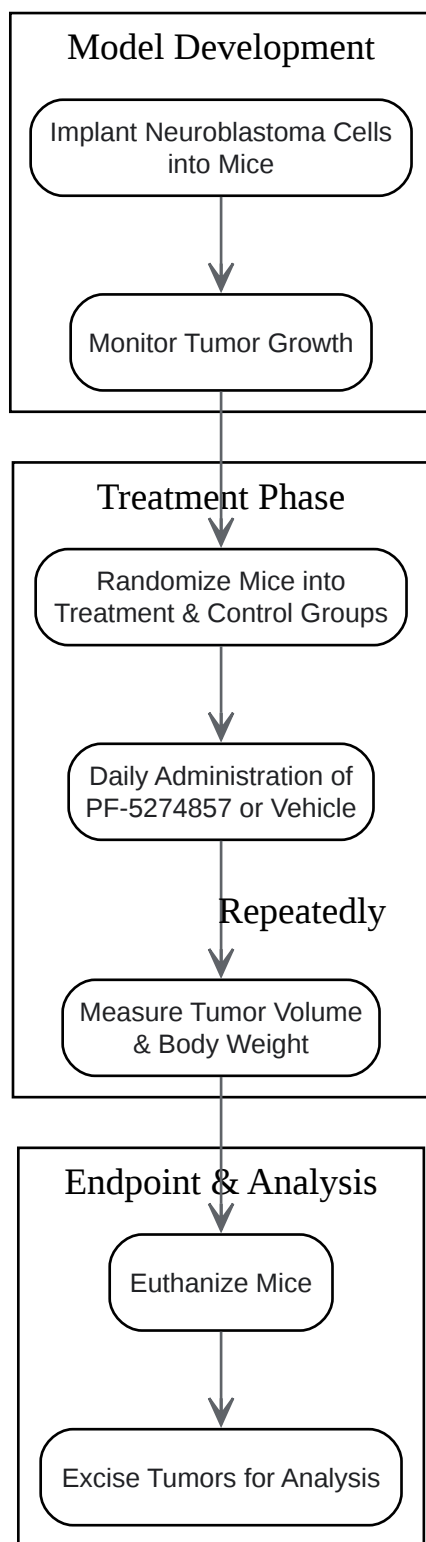 Model Development
Implant Neuroblastoma Cells
into Mice
Monitor Tumor Growth
Treatment Phase
Randomize Mice into
Treatment & Control Groups
Daily Administration of
PF-5274857 or Vehicle
Repeatedly
Measure Tumor Volume
& Body Weight
Endpoint & Analysis
Euthanize Mice
Excise Tumors for Analysis